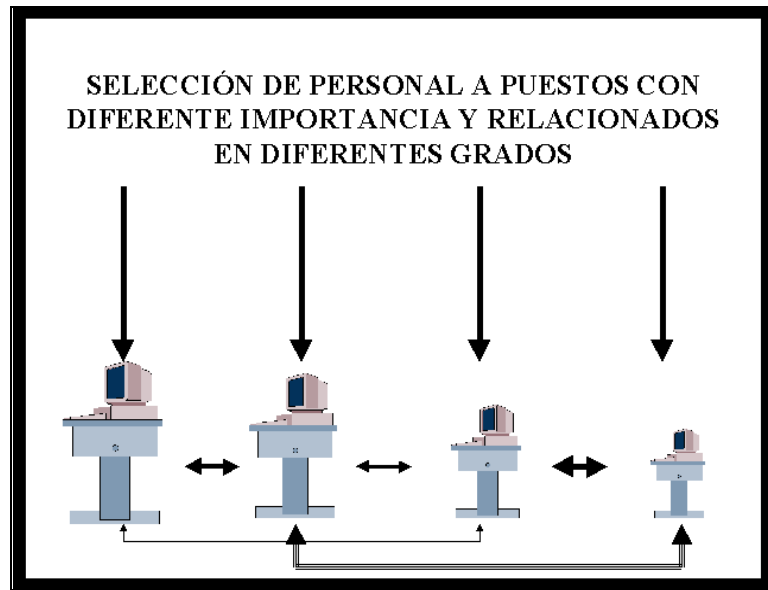 SELECCIÓN DE PERSONAL A PUESTOS CON
DIFERENTE IMPORTANCIA Y RELACIONADOS
EN DIFERENTES GRADOS